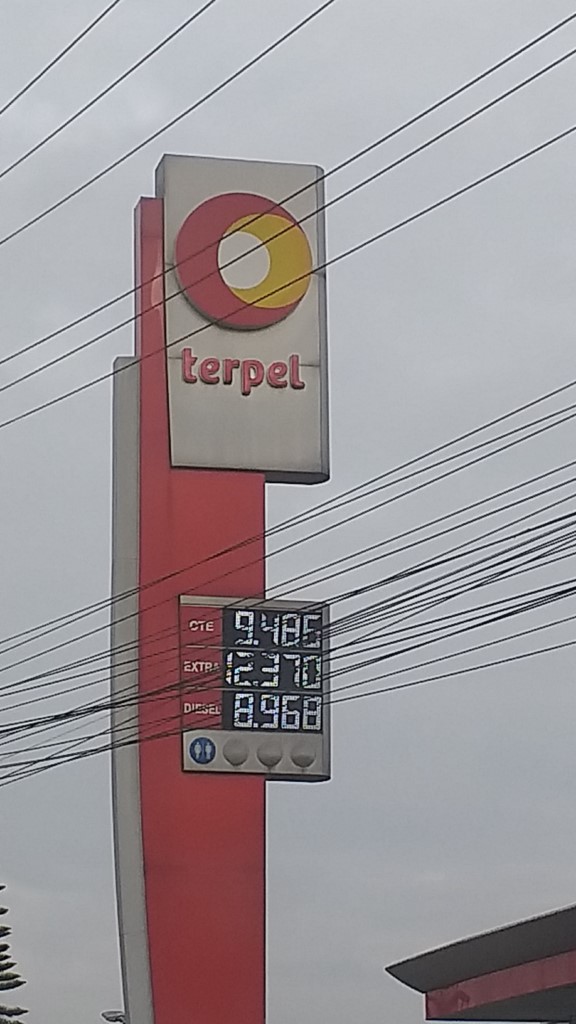 terpel
CTE 9.485
EXTRA 12.370
DIESEL 8.968